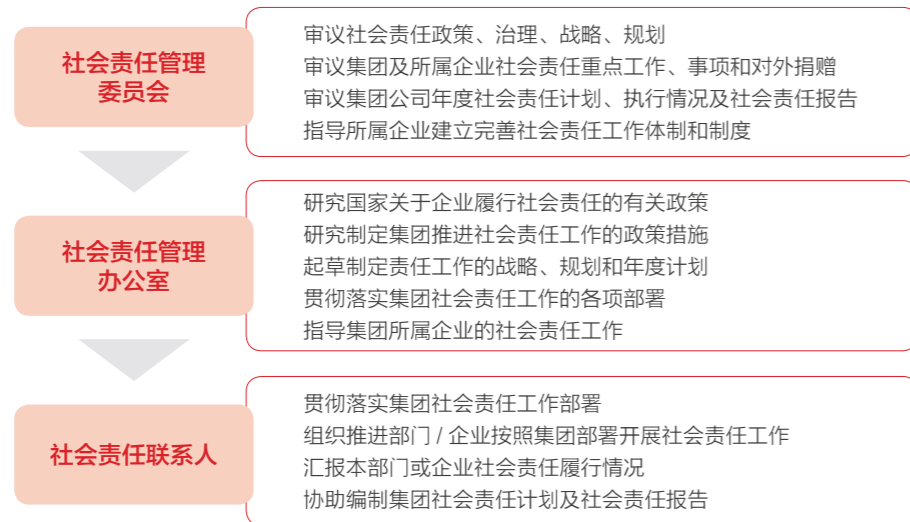 社会责任管理
委员会
审议社会责任政策、治理、战略、规划
审议集团及所属企业社会责任重点工作、事项和对外捐赠
审议集团公司年度社会责任计划、执行情况及社会责任报告
指导所属企业建立完善社会责任工作体制和制度
社会责任管理
办公室
研究国家关于企业履行社会责任的有关政策
研究制定集团推进社会责任工作的政策措施
起草制定责任工作的战略、规划和年度计划
贯彻落实集团社会责任工作的各项部署
指导集团所属企业的社会责任工作
社会责任联系人
贯彻落实集团社会责任工作部署
组织推进部门 / 企业按照集团部署开展社会责任工作
汇报本部门或企业社会责任履行情况
协助编制集团社会责任计划及社会责任报告